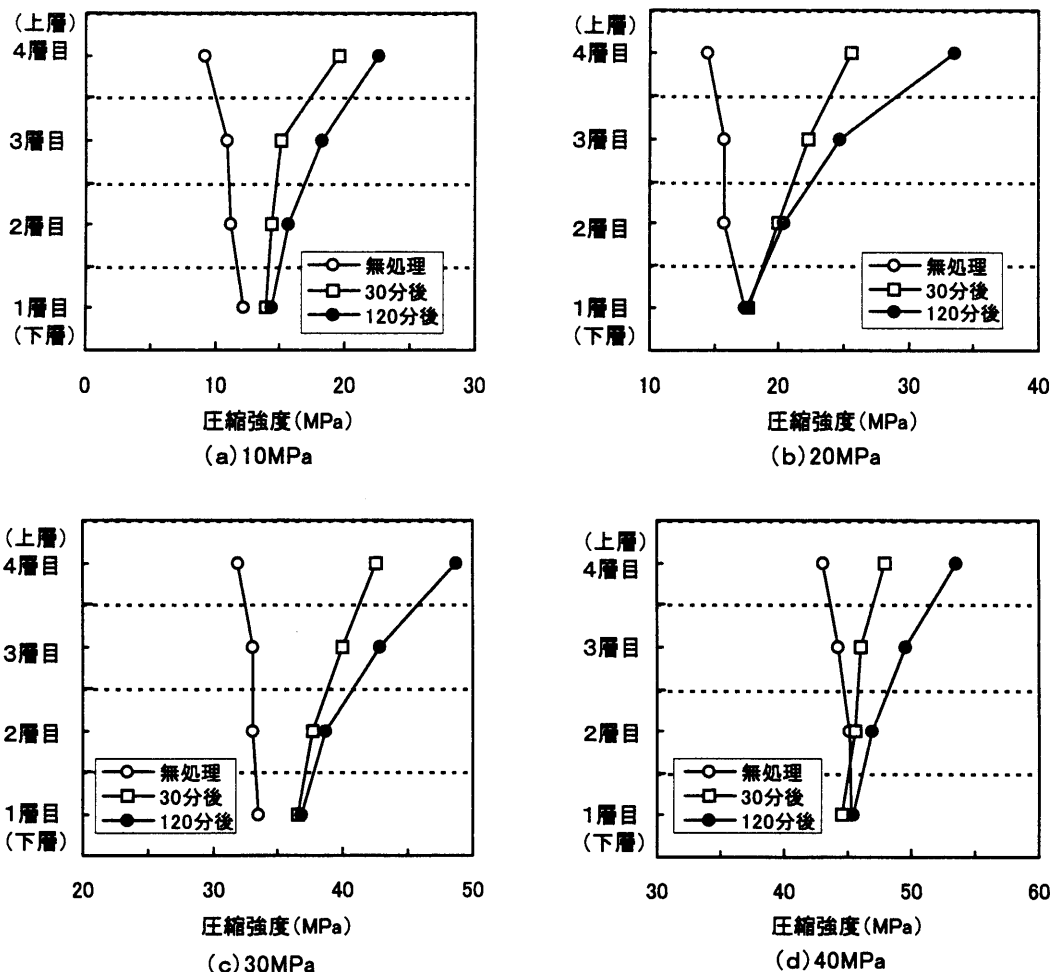 (上層)
4層目
3層目
2層目
1層目
(下層)
無処理
30分後
120分後
0 10 20 30
圧縮強度(MPa)
(a)10MPa
(上層)
4層目
3層目
2層目
1層目
(下層)
無処理
30分後
120分後
10 20 30 40
圧縮強度(MPa)
(b)20MPa
(上層)
4層目
3層目
2層目
1層目
(下層)
無処理
30分後
120分後
20 30 40 50
圧縮強度(MPa)
(c)30MPa
(上層)
4層目
3層目
2層目
1層目
(下層)
無処理
30分後
120分後
30 40 50 60
圧縮強度(MPa)
(d)40MPa